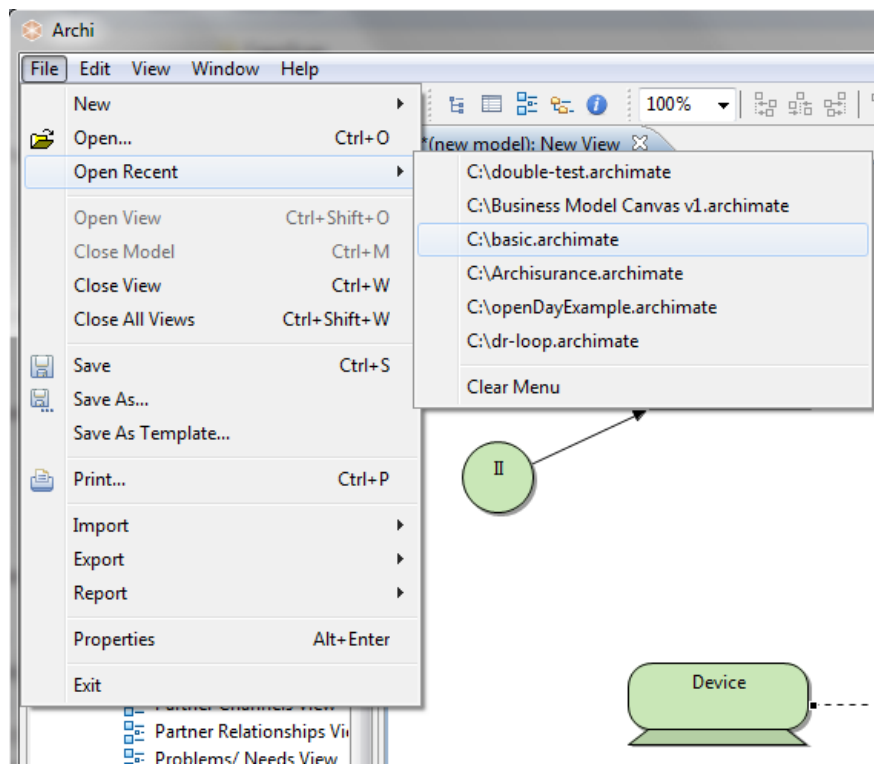 Archi
File Edit View Window Help
New
100%
Open... Ctrl+O
*(new model): New View
Open Recent
C:\double-test.archimate
C:\Business Model Canvas v1.archimate
C:\basic.archimate
C:\Archisurance.archimate
C:\openDayExample.archimate
C:\dr-loop.archimate
Clear Menu
Open View Ctrl+Shift+O
Close Model Ctrl+M
Close View Ctrl+W
Close All Views Ctrl+Shift+W
Save Ctrl+S
Save As...
Save As Template...
Print... Ctrl+P
Import
Export
Report
Properties Alt+Enter
Exit
II
Device
Partner Channels View
Partner Relationships Vi
Problems/ Needs View